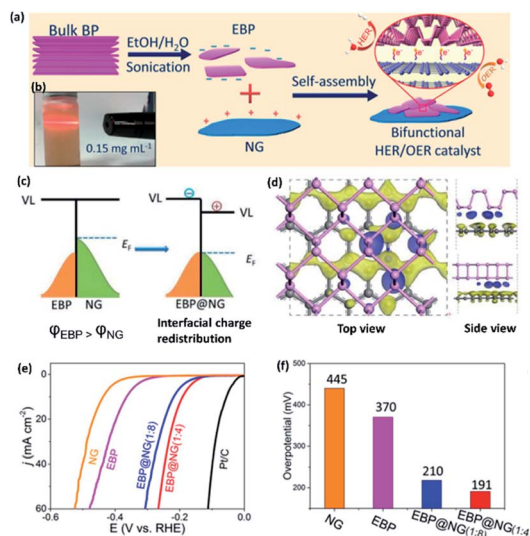 (a)
Bulk BP
EtOH/H₂O
Sonication
EBP
NG
Self-assembly
HER
OER
Bifunctional
HER/OER catalyst
(b)
0.15 mg mL⁻¹
(c)
VL
VL
E_F
E_F
EBP
NG
EBP@NG
φ_EBP > φ_NG
Interfacial charge
redistribution
(d)
Top view
Side view
(e)
j (mA cm⁻²)
0
20
40
60
NG
EBP
EBP@NG(1:8)
EBP@NG(1:4)
Pt/C
-0.6
-0.4
-0.2
0.0
E (V vs. RHE)
(f)
Overpotential (mV)
400
300
200
445
370
210
191
NG
EBP
EBP@NG(1:8)
EBP@NG(1:4